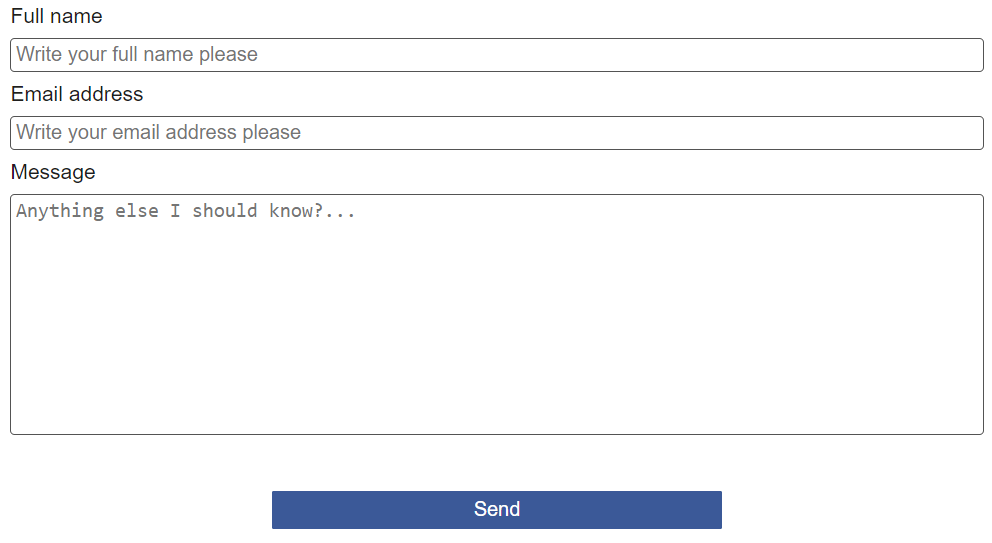 Full name
Write your full name please
Email address
Write your email address please
Message
Anything else I should know?...
Send